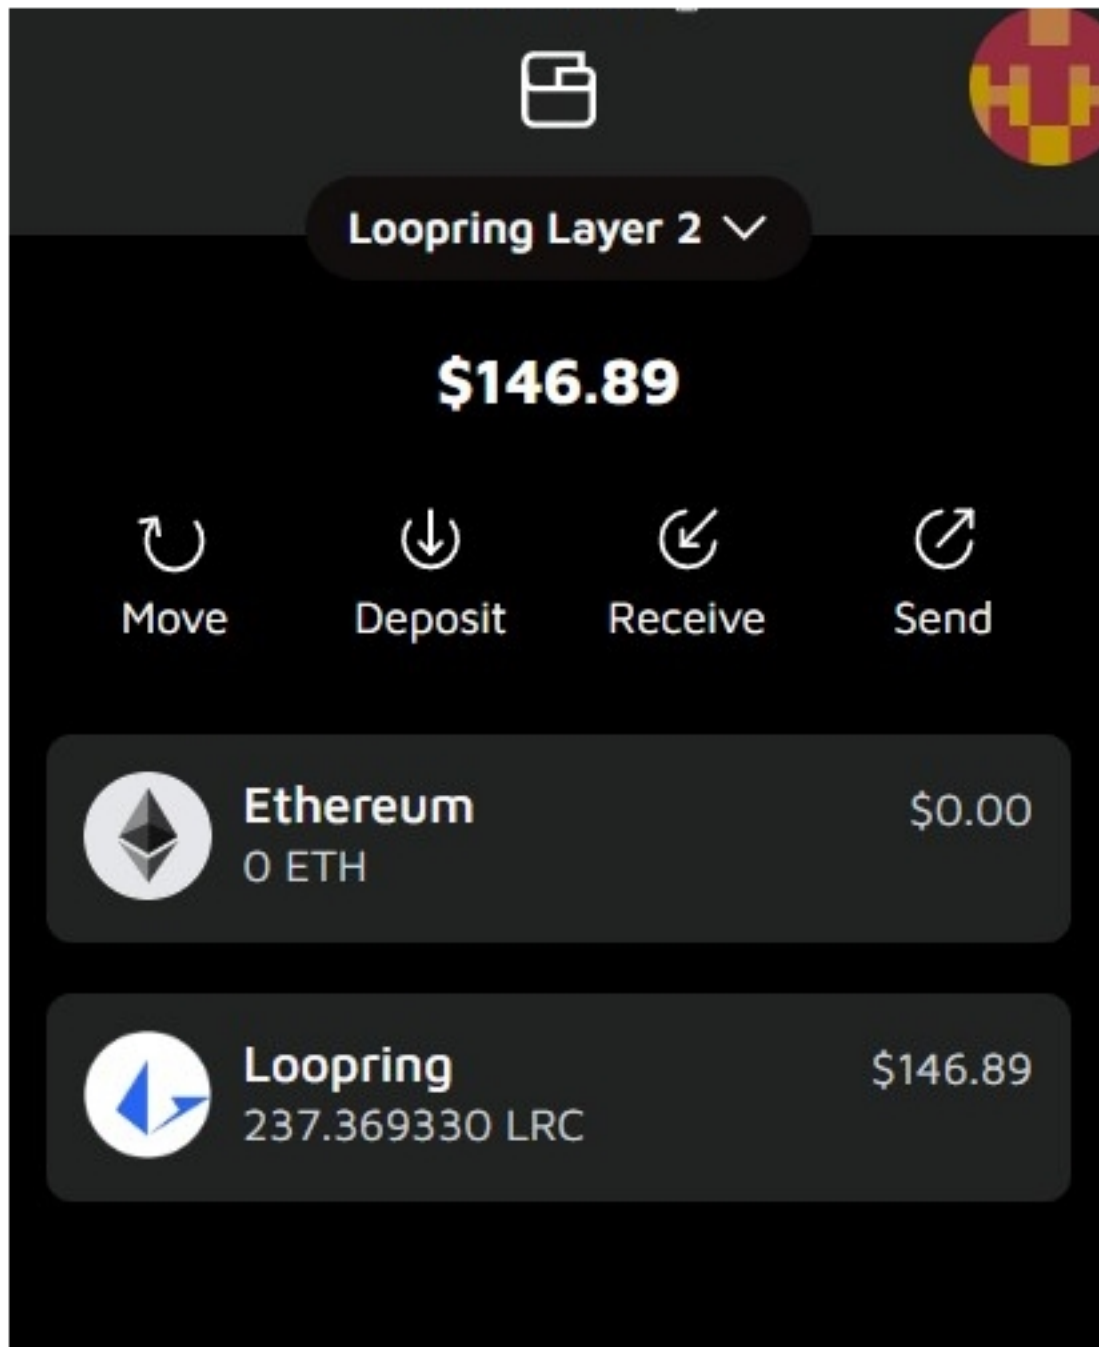 Loopring Layer 2
$146.89
Move Deposit Receive Send
Ethereum $0.00
0 ETH
Loopring $146.89
237.369330 LRC